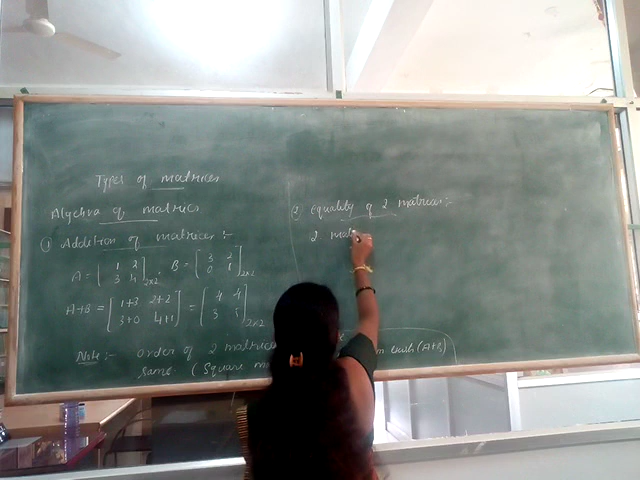 Types of matrices
Algebra of matrices
① Addition of matrices :-
A = [1 2
3 4]2×2, B = [3 2
0 1]2×2
A+B = [1+3 2+2
3+0 4+1] = [4 4
3 5]2×2
Note :- Order of 2 matrices (A+B)
same (Square
② Equality of 2 matrices :-
2 mat